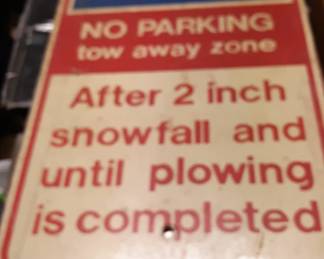 NO PARKING
tow away zone
After 2 inch
snowfall and
until plowing
is completed